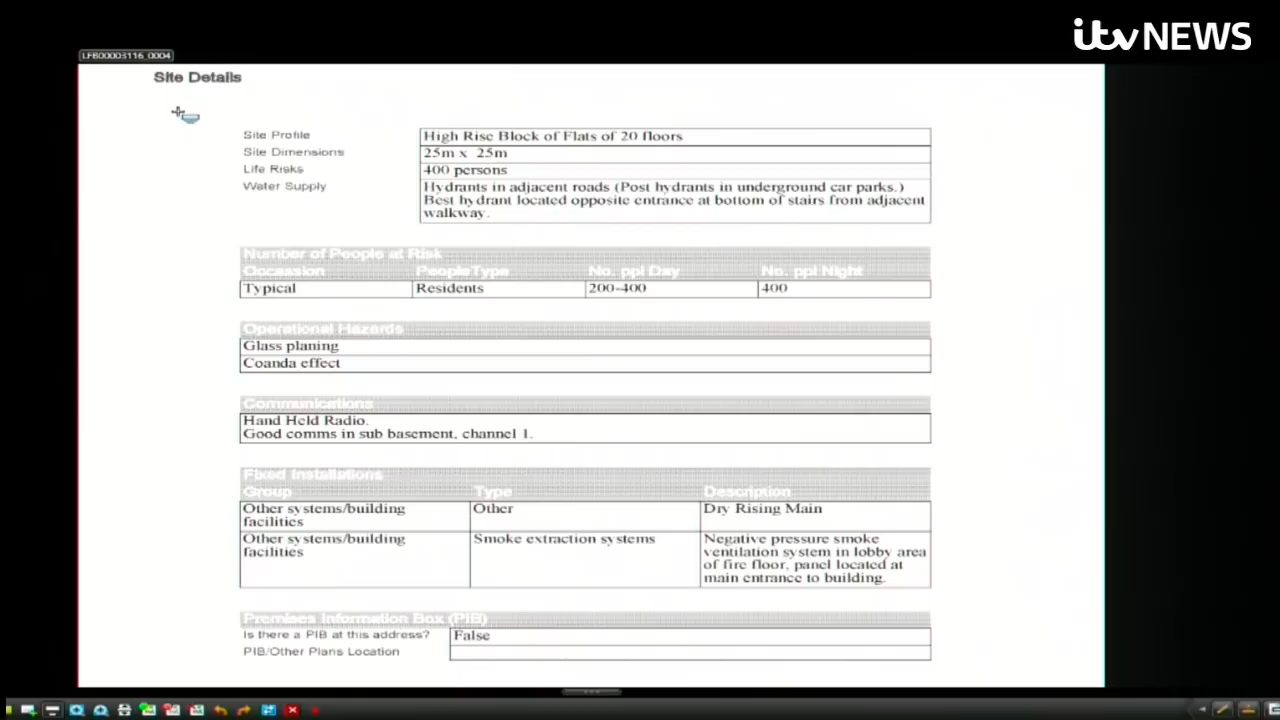 itv NEWS
LFB00003116_0004
Site Details
Site Profile High Rise Block of Flats of 20 floors
Site Dimensions 25m x 25m
Life Risks 400 persons
Water Supply Hydrants in adjacent roads (Post hydrants in underground car parks.)
Best hydrant located opposite entrance at bottom of stairs from adjacent
walkway.
Number of People at Risk
Occassion PeopleType No. ppl Day No. ppl Night
Typical Residents 200-400 400
Operational Hazards
Glass planing
Coanda effect
Communications
Hand Held Radio.
Good comms in sub basement, channel 1.
Fixed Installations
Group Type Description
Other systems/building Other Dry Rising Main
facilities
Other systems/building Smoke extraction systems Negative pressure smoke
facilities ventilation system in lobby area
of fire floor, panel located at
main entrance to building.
Premises Information Box (PIB)
Is there a PIB at this address? False
PIB/Other Plans Location